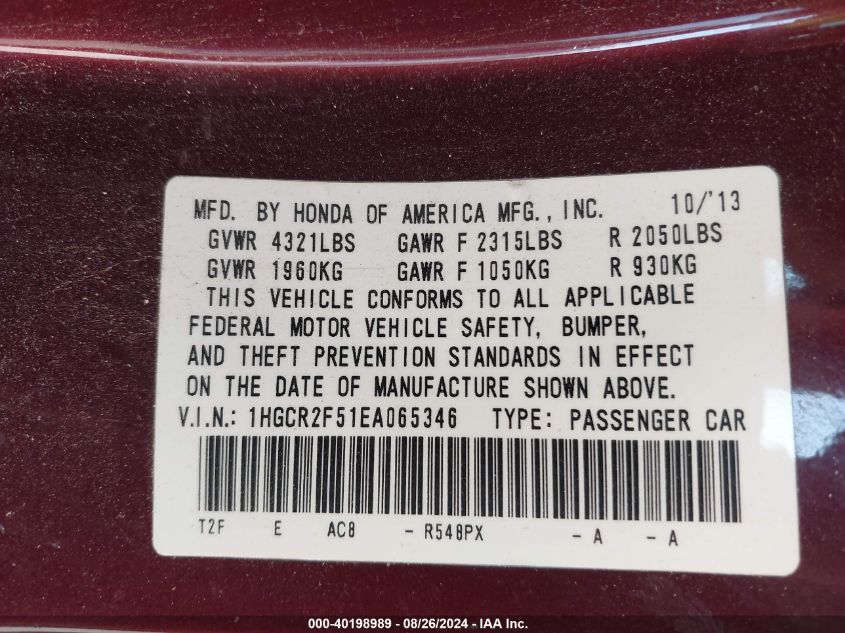 MFD. BY HONDA OF AMERICA MFG., INC. 10/'13
GVWR 4321LBS GAWR F 2315LBS R 2050LBS
GVWR 1960KG GAWR F 1050KG R 930KG
THIS VEHICLE CONFORMS TO ALL APPLICABLE
FEDERAL MOTOR VEHICLE SAFETY, BUMPER,
AND THEFT PREVENTION STANDARDS IN EFFECT
ON THE DATE OF MANUFACTURE SHOWN ABOVE.
V.I.N.: 1HGCR2F51EA065346 TYPE: PASSENGER CAR
T2F E AC8 - R548PX - A - A
000-40198989 - 08/26/2024 - IAA Inc.